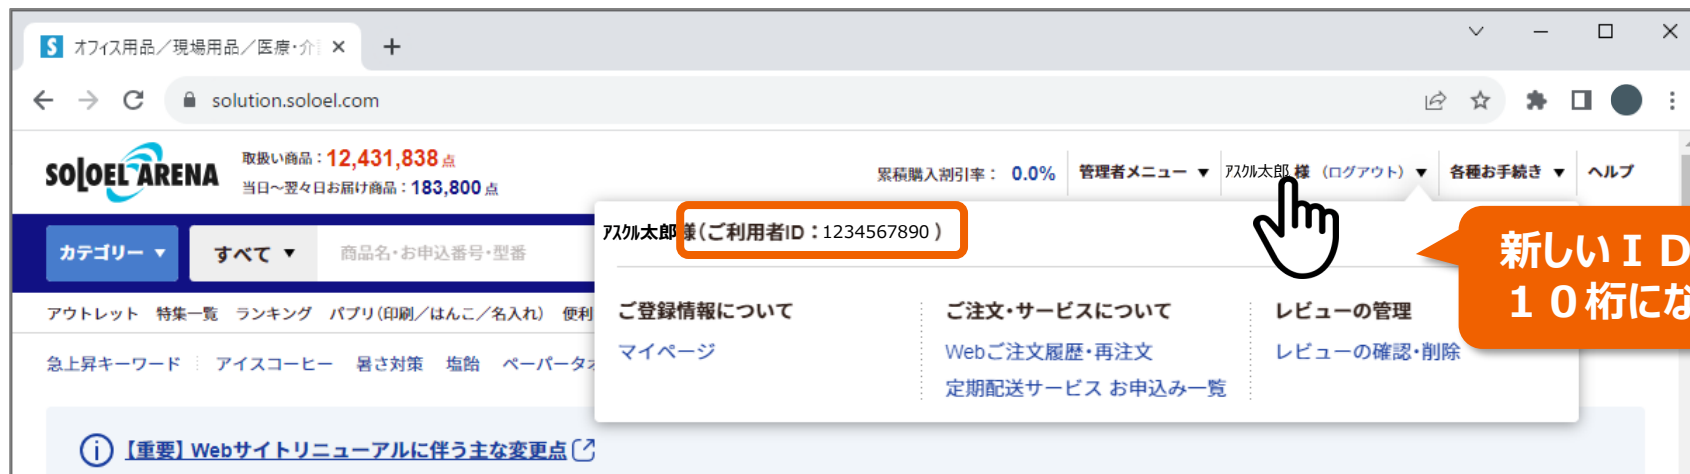 オフィス用品／現場用品／医療・介
solution.soloel.com
SOLOEL ARENA
取扱い商品：12,431,838点
当日～翌々日お届け商品：183,800点
累積購入割引率： 0.0%
管理者メニュー ▼
アスクル太郎 様 （ログアウト） ▼
各種お手続き ▼
ヘルプ
カテゴリー ▼
すべて ▼
商品名・お申込番号・型番
アスクル太郎 様（ご利用者ID：1234567890 ）
新しいＩＤ
１０桁にな
アウトレット 特集一覧 ランキング パプリ（印刷／はんこ／名入れ） 便利
急上昇キーワード アイスコーヒー 暑さ対策 塩飴 ペーパータオ
ご登録情報について
マイページ
ご注文・サービスについて
Webご注文履歴・再注文
定期配送サービス お申込み一覧
レビューの管理
レビューの確認・削除
【重要】Webサイトリニューアルに伴う主な変更点